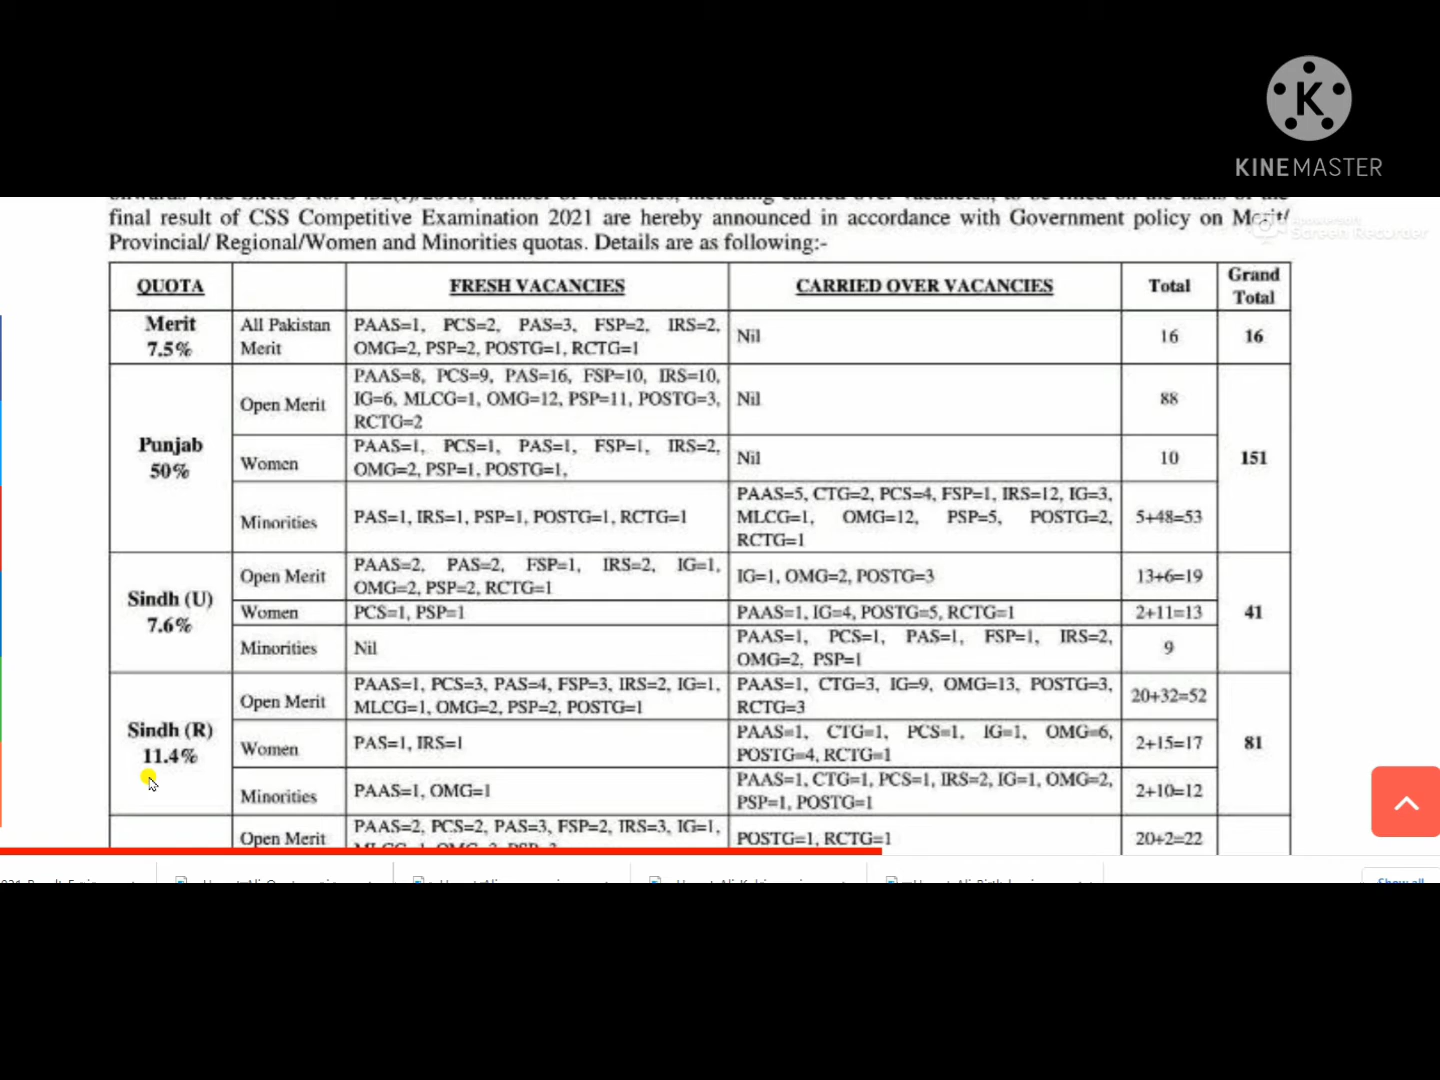 KINEMASTER
final result of CSS Competitive Examination 2021 are hereby announced in accordance with Government policy on Merit/
Screen Recorder
Provincial/ Regional/Women and Minorities quotas. Details are as following:-
QUOTA FRESH VACANCIES CARRIED OVER VACANCIES Total Grand Total
Merit 7.5% All Pakistan Merit
PAAS=1, PCS=2, PAS=3, FSP=2, IRS=2,
OMG=2, PSP=2, POSTG=1, RCTG=1
Nil 16 16
Punjab 50%
Open Merit
PAAS=8, PCS=9, PAS=16, FSP=10, IRS=10,
IG=6, MLCG=1, OMG=12, PSP=11, POSTG=3,
RCTG=2
Nil 88
Women
PAAS=1, PCS=1, PAS=1, FSP=1, IRS=2,
OMG=2, PSP=1, POSTG=1,
Nil 10 151
Minorities
PAS=1, IRS=1, PSP=1, POSTG=1, RCTG=1
PAAS=5, CTG=2, PCS=4, FSP=1, IRS=12, IG=3,
MLCG=1, OMG=12, PSP=5, POSTG=2,
RCTG=1
5+48=53
Sindh (U) 7.6%
Open Merit
PAAS=2, PAS=2, FSP=1, IRS=2, IG=1,
OMG=2, PSP=2, RCTG=1
IG=1, OMG=2, POSTG=3
13+6=19
Women PCS=1, PSP=1 PAAS=1, IG=4, POSTG=5, RCTG=1 2+11=13 41
Minorities Nil
PAAS=1, PCS=1, PAS=1, FSP=1, IRS=2,
OMG=2, PSP=1
9
Sindh (R) 11.4%
Open Merit
PAAS=1, PCS=3, PAS=4, FSP=3, IRS=2, IG=1,
MLCG=1, OMG=2, PSP=2, POSTG=1
PAAS=1, CTG=3, IG=9, OMG=13, POSTG=3,
RCTG=3
20+32=52
Women PAS=1, IRS=1
PAAS=1, CTG=1, PCS=1, IG=1, OMG=6,
POSTG=4, RCTG=1
2+15=17 81
Minorities PAAS=1, OMG=1
PAAS=1, CTG=1, PCS=1, IRS=2, IG=1, OMG=2,
PSP=1, POSTG=1
2+10=12
Open Merit
PAAS=2, PCS=2, PAS=3, FSP=2, IRS=3, IG=1,
POSTG=1, RCTG=1
20+2=22